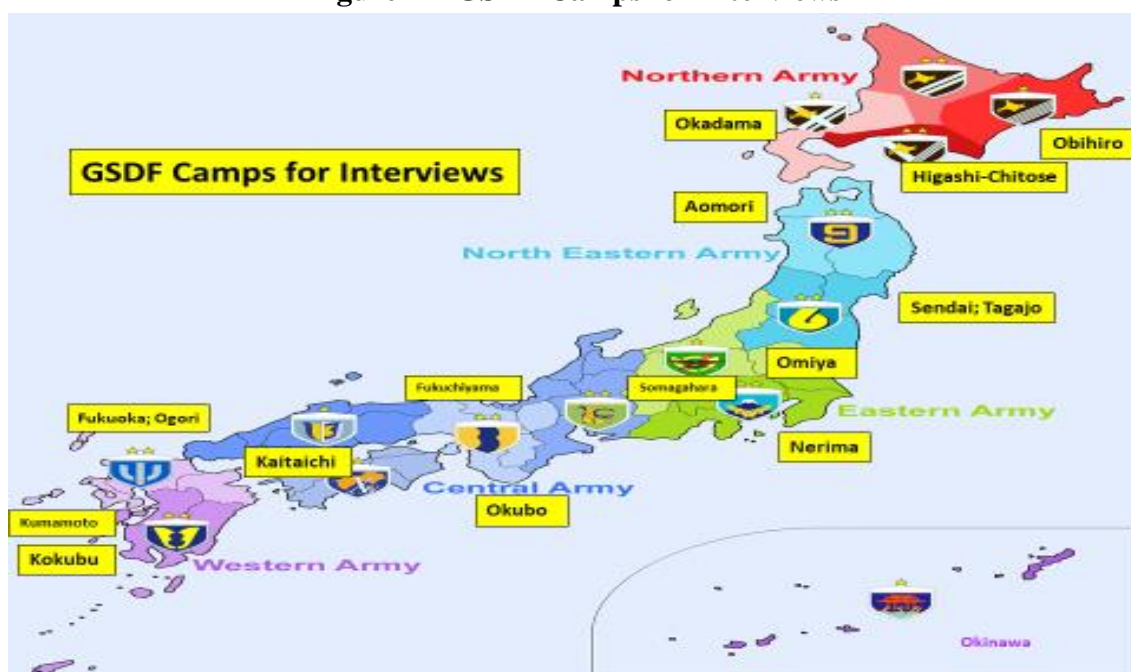 Northern Army
Okadama
Obihiro
GSDF Camps for Interviews
Higashi-Chitose
Aomori
9
North Eastern Army
Sendai; Tagajo
Omiya
Fukuchiyama
Somagahara
Fukuoka; Ogori
Eastern Army
Nerima
Kaitaichi
Central Army
Okubo
Kumamoto
Kokubu
Western Army
Okinawa